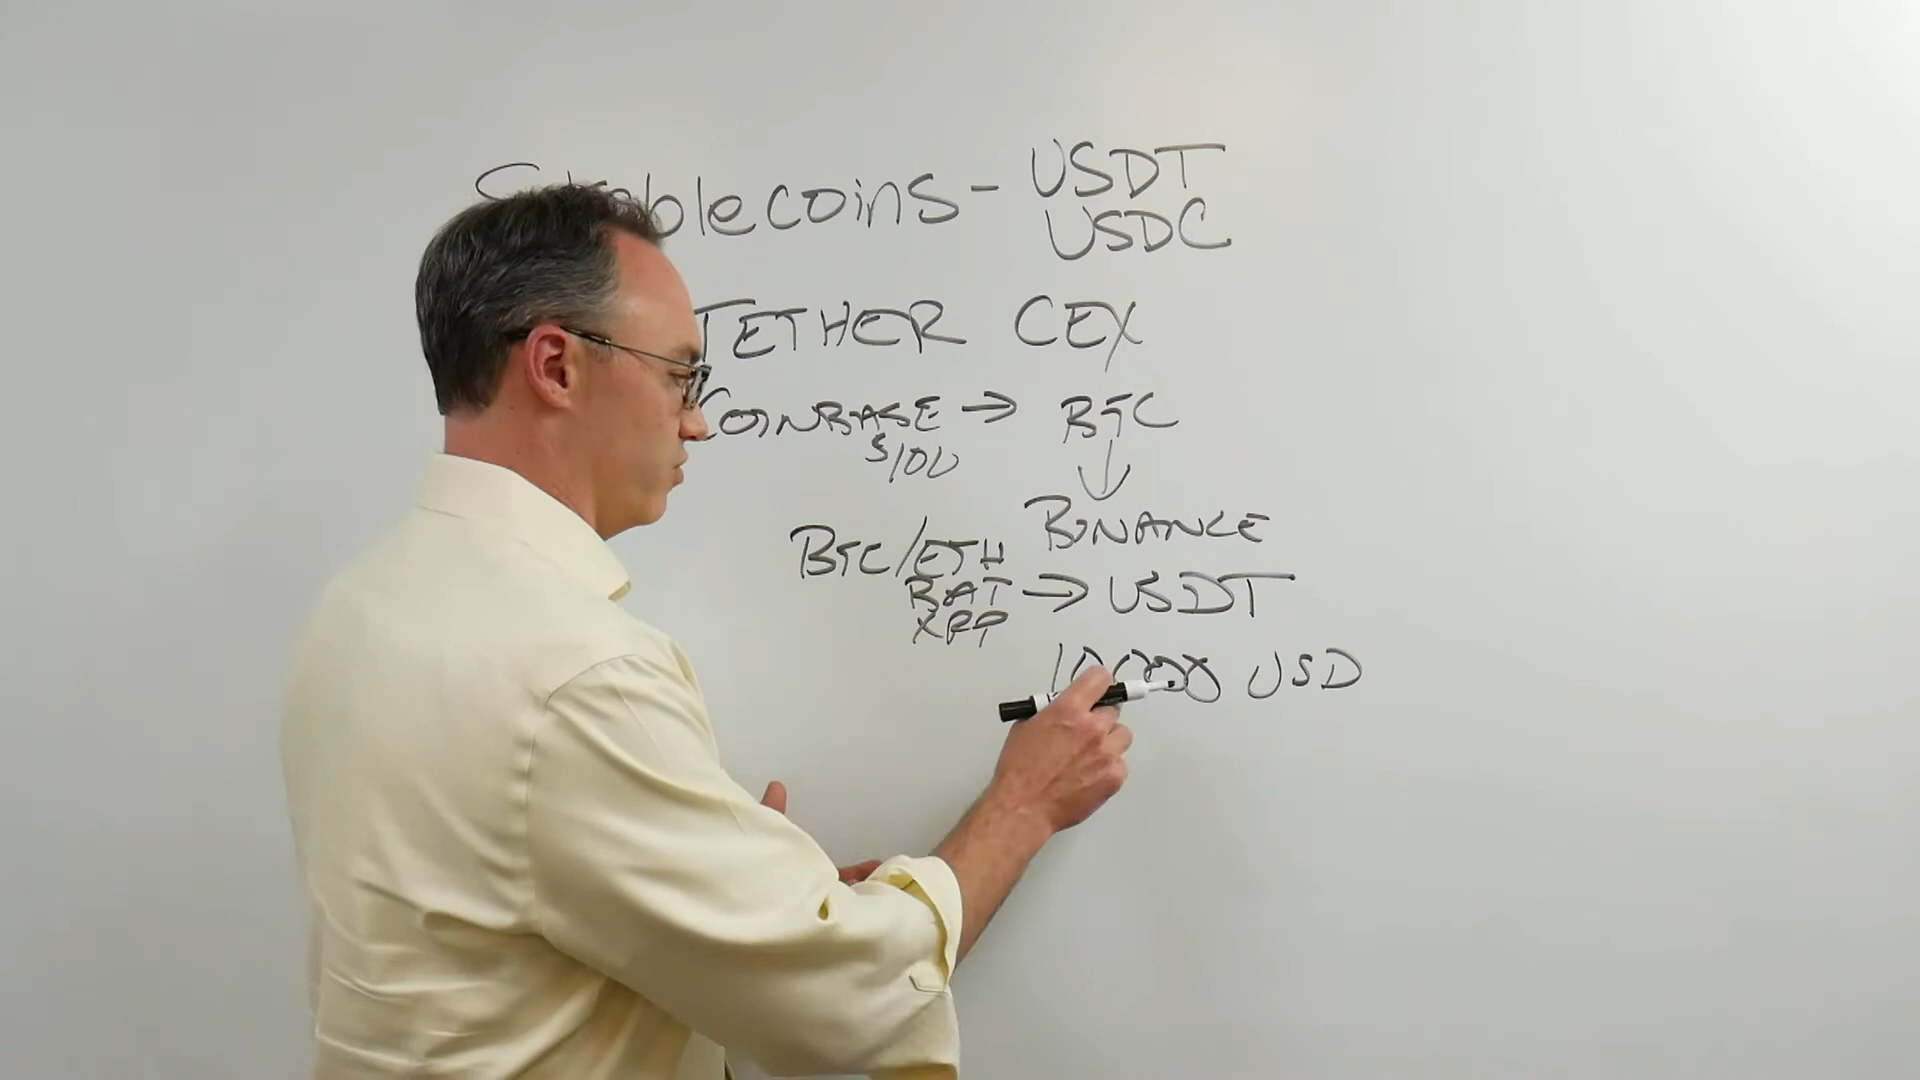 Stablecoins - USDT
USDC
TETHER CEX
COINBASE → BTC
$100
↓
BINANCE
BTC/ETH
BAT → USDT
XRP
USD